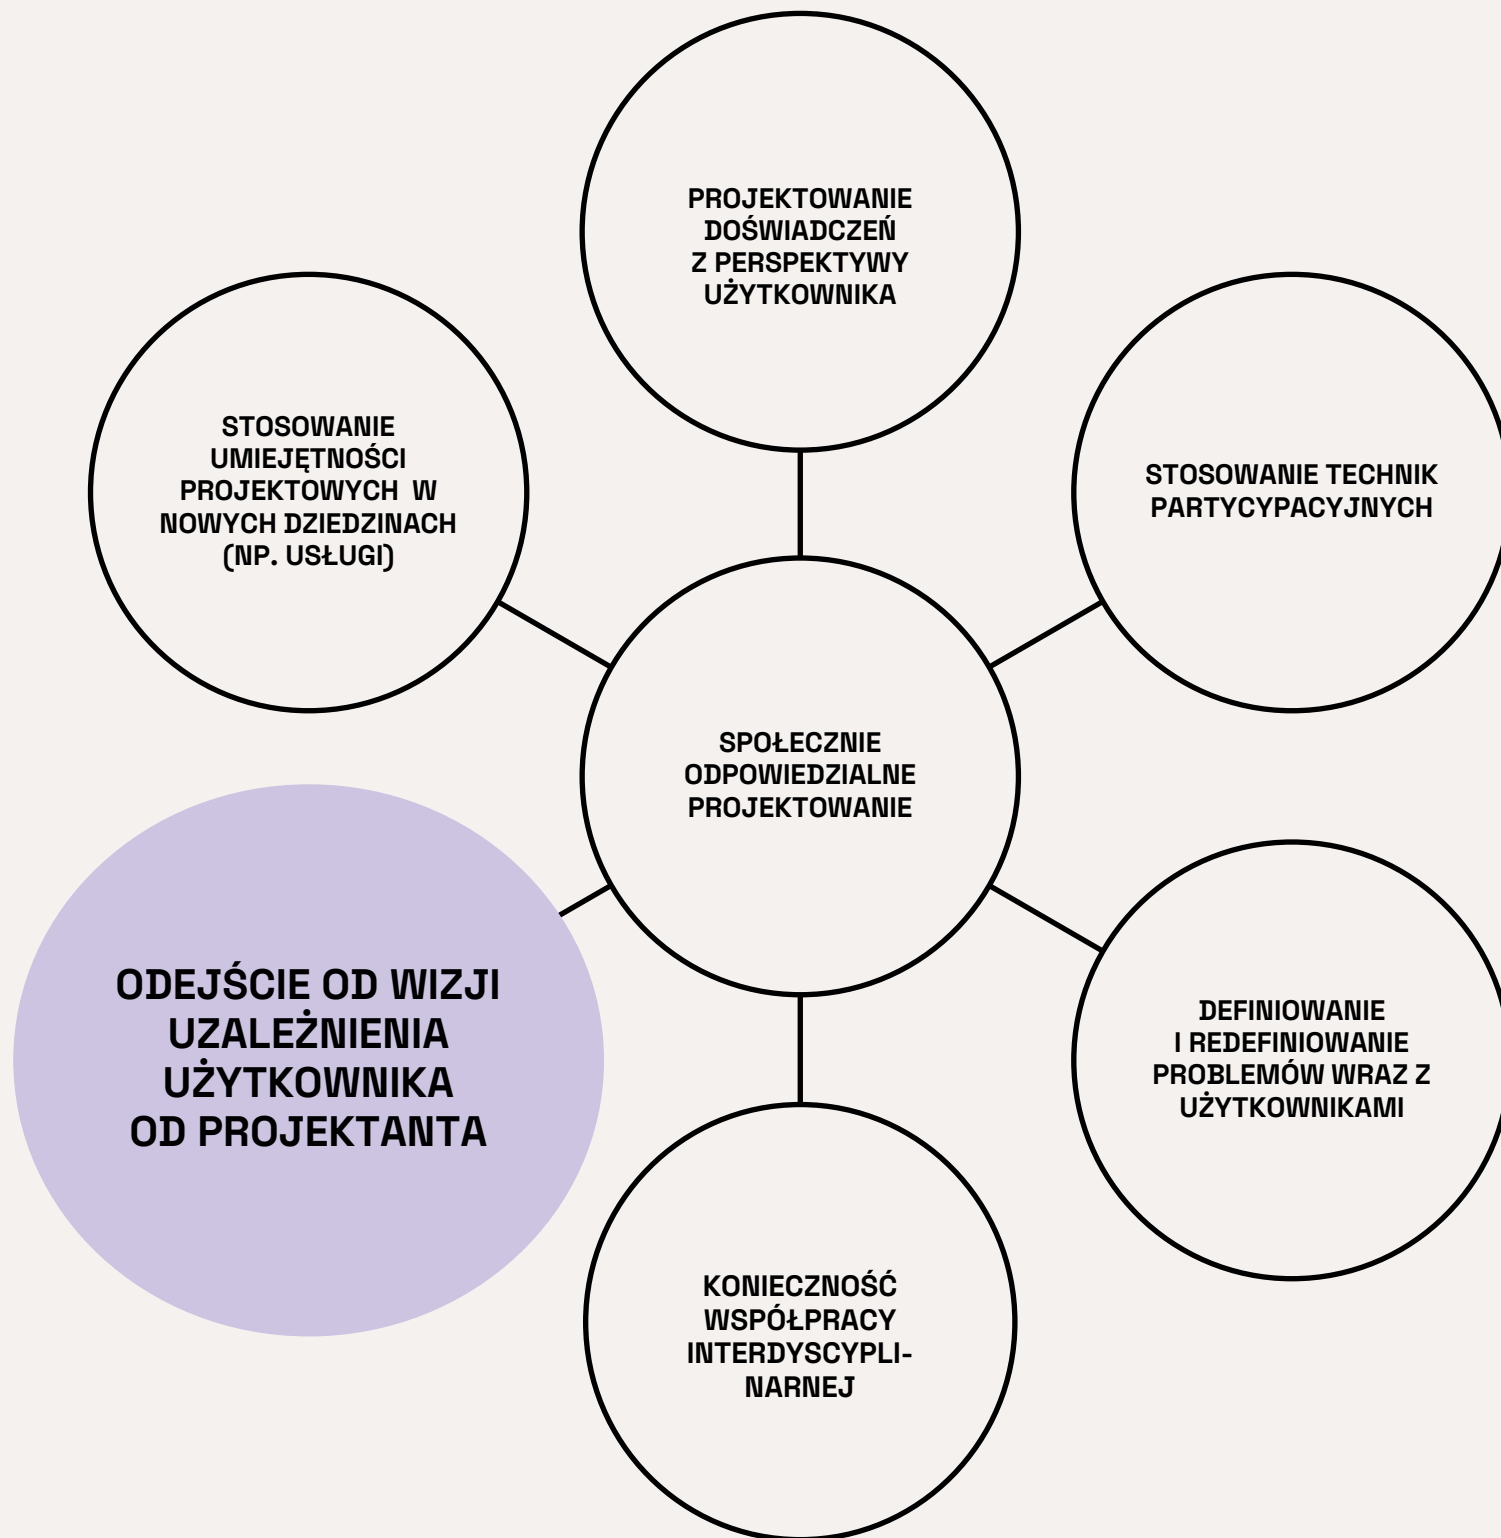 PROJEKTOWANIE
DOŚWIADCZEŃ
Z PERSPEKTYWY
UŻYTKOWNIKA
STOSOWANIE
UMIEJĘTNOŚCI
PROJEKTOWYCH W
NOWYCH DZIEDZINACH
(NP. USŁUGI)
STOSOWANIE TECHNIK
PARTYCYPACYJNYCH
SPOŁECZNIE
ODPOWIEDZIALNE
PROJEKTOWANIE
ODEJŚCIE OD WIZJI
UZALEŻNIENIA
UŻYTKOWNIKA
OD PROJEKTANTA
DEFINIOWANIE
I REDEFINIOWANIE
PROBLEMÓW WRAZ Z
UŻYTKOWNIKAMI
KONIECZNOŚĆ
WSPÓŁPRACY
INTERDYSCYPLI-
NARNEJ